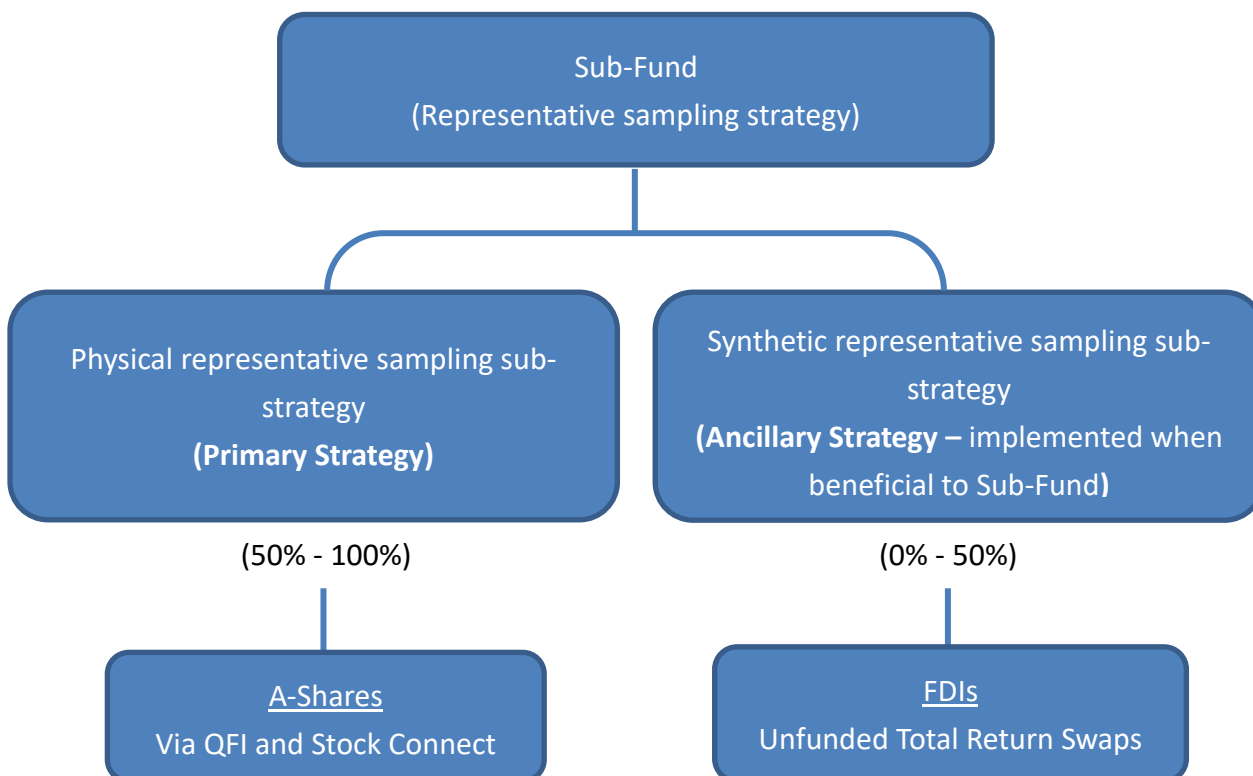 Sub-Fund
(Representative sampling strategy)
Physical representative sampling sub-
strategy
(Primary Strategy)
(50% - 100%)
A-Shares
Via QFI and Stock Connect
Synthetic representative sampling sub-
strategy
(Ancillary Strategy – implemented when
beneficial to Sub-Fund)
(0% - 50%)
FDIs
Unfunded Total Return Swaps